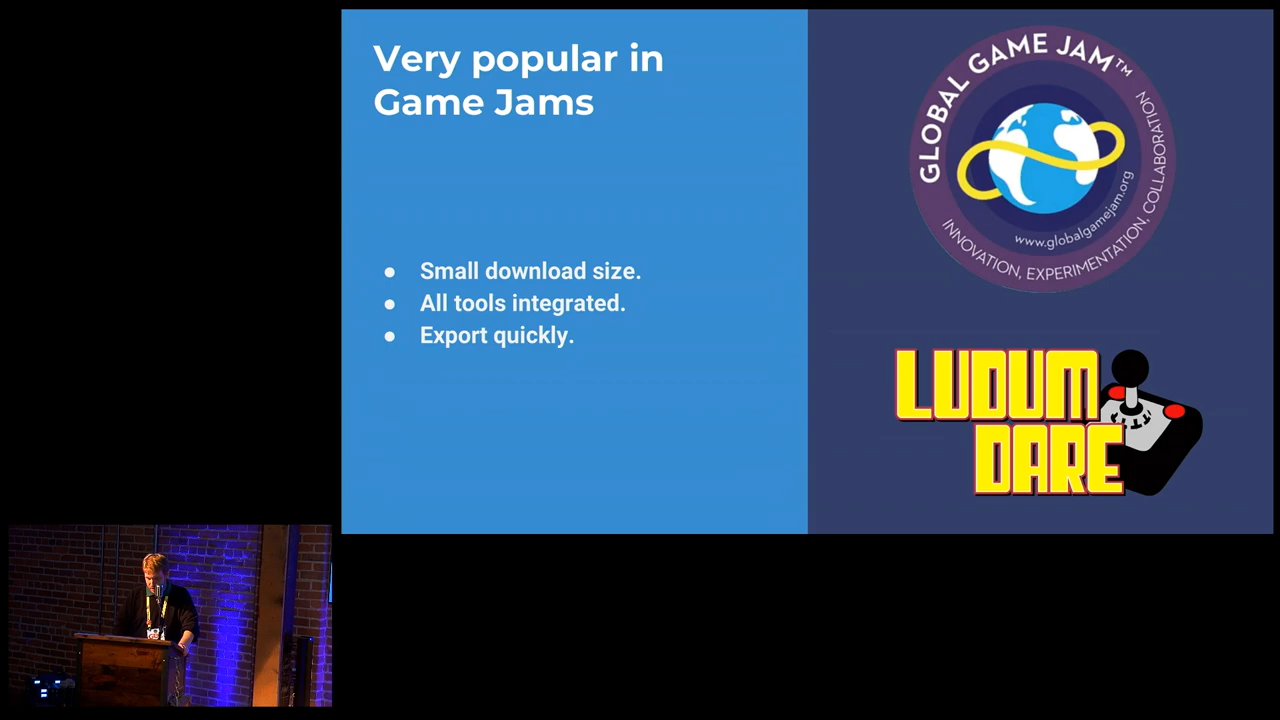 Very popular in
Game Jams
● Small download size.
● All tools integrated.
● Export quickly.
GLOBAL GAME JAM™
INNOVATION, EXPERIMENTATION, COLLABORATION
www.globalgamejam.org
LUDUM
DARE